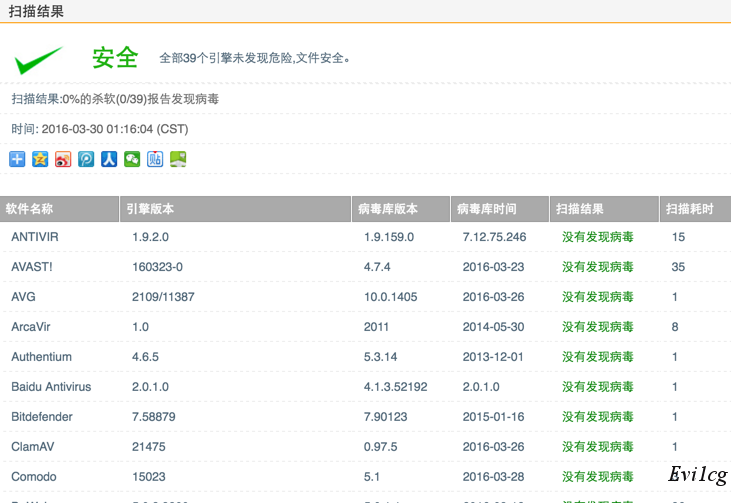 扫描结果
安全 全部39个引擎未发现危险,文件安全。
扫描结果:0%的杀软(0/39)报告发现病毒
时间: 2016-03-30 01:16:04 (CST)
贴
软件名称 引擎版本 病毒库版本 病毒库时间 扫描结果 扫描耗时
ANTIVIR 1.9.2.0 1.9.159.0 7.12.75.246 没有发现病毒 15
AVAST! 160323-0 4.7.4 2016-03-23 没有发现病毒 35
AVG 2109/11387 10.0.1405 2016-03-26 没有发现病毒 1
ArcaVir 1.0 2011 2014-05-30 没有发现病毒 8
Authentium 4.6.5 5.3.14 2013-12-01 没有发现病毒 1
Baidu Antivirus 2.0.1.0 4.1.3.52192 2.0.1.0 没有发现病毒 1
Bitdefender 7.58879 7.90123 2015-01-16 没有发现病毒 1
ClamAV 21475 0.97.5 2016-03-26 没有发现病毒 1
Comodo 15023 5.1 2016-03-28 没有发现病毒
Evi1cg